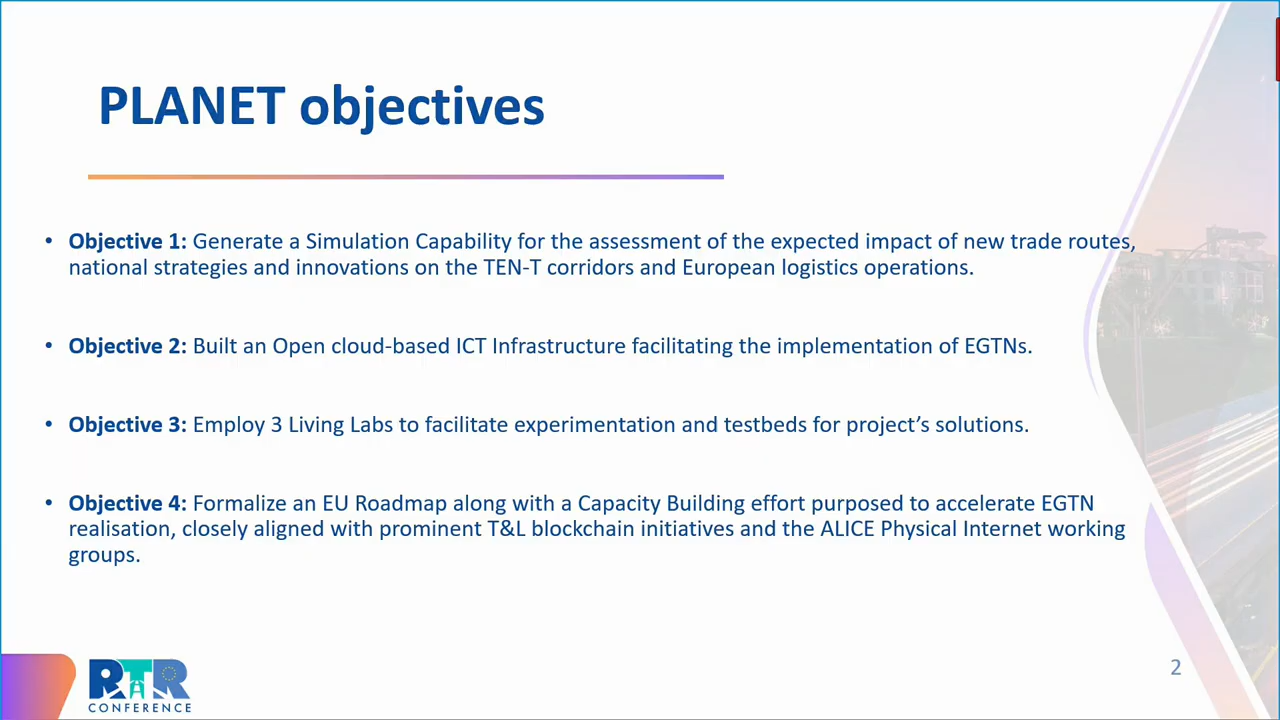 PLANET objectives
• Objective 1: Generate a Simulation Capability for the assessment of the expected impact of new trade routes,
national strategies and innovations on the TEN-T corridors and European logistics operations.
• Objective 2: Built an Open cloud-based ICT Infrastructure facilitating the implementation of EGTNs.
• Objective 3: Employ 3 Living Labs to facilitate experimentation and testbeds for project's solutions.
• Objective 4: Formalize an EU Roadmap along with a Capacity Building effort purposed to accelerate EGTN
realisation, closely aligned with prominent T&L blockchain initiatives and the ALICE Physical Internet working
groups.
RTR
CONFERENCE
2